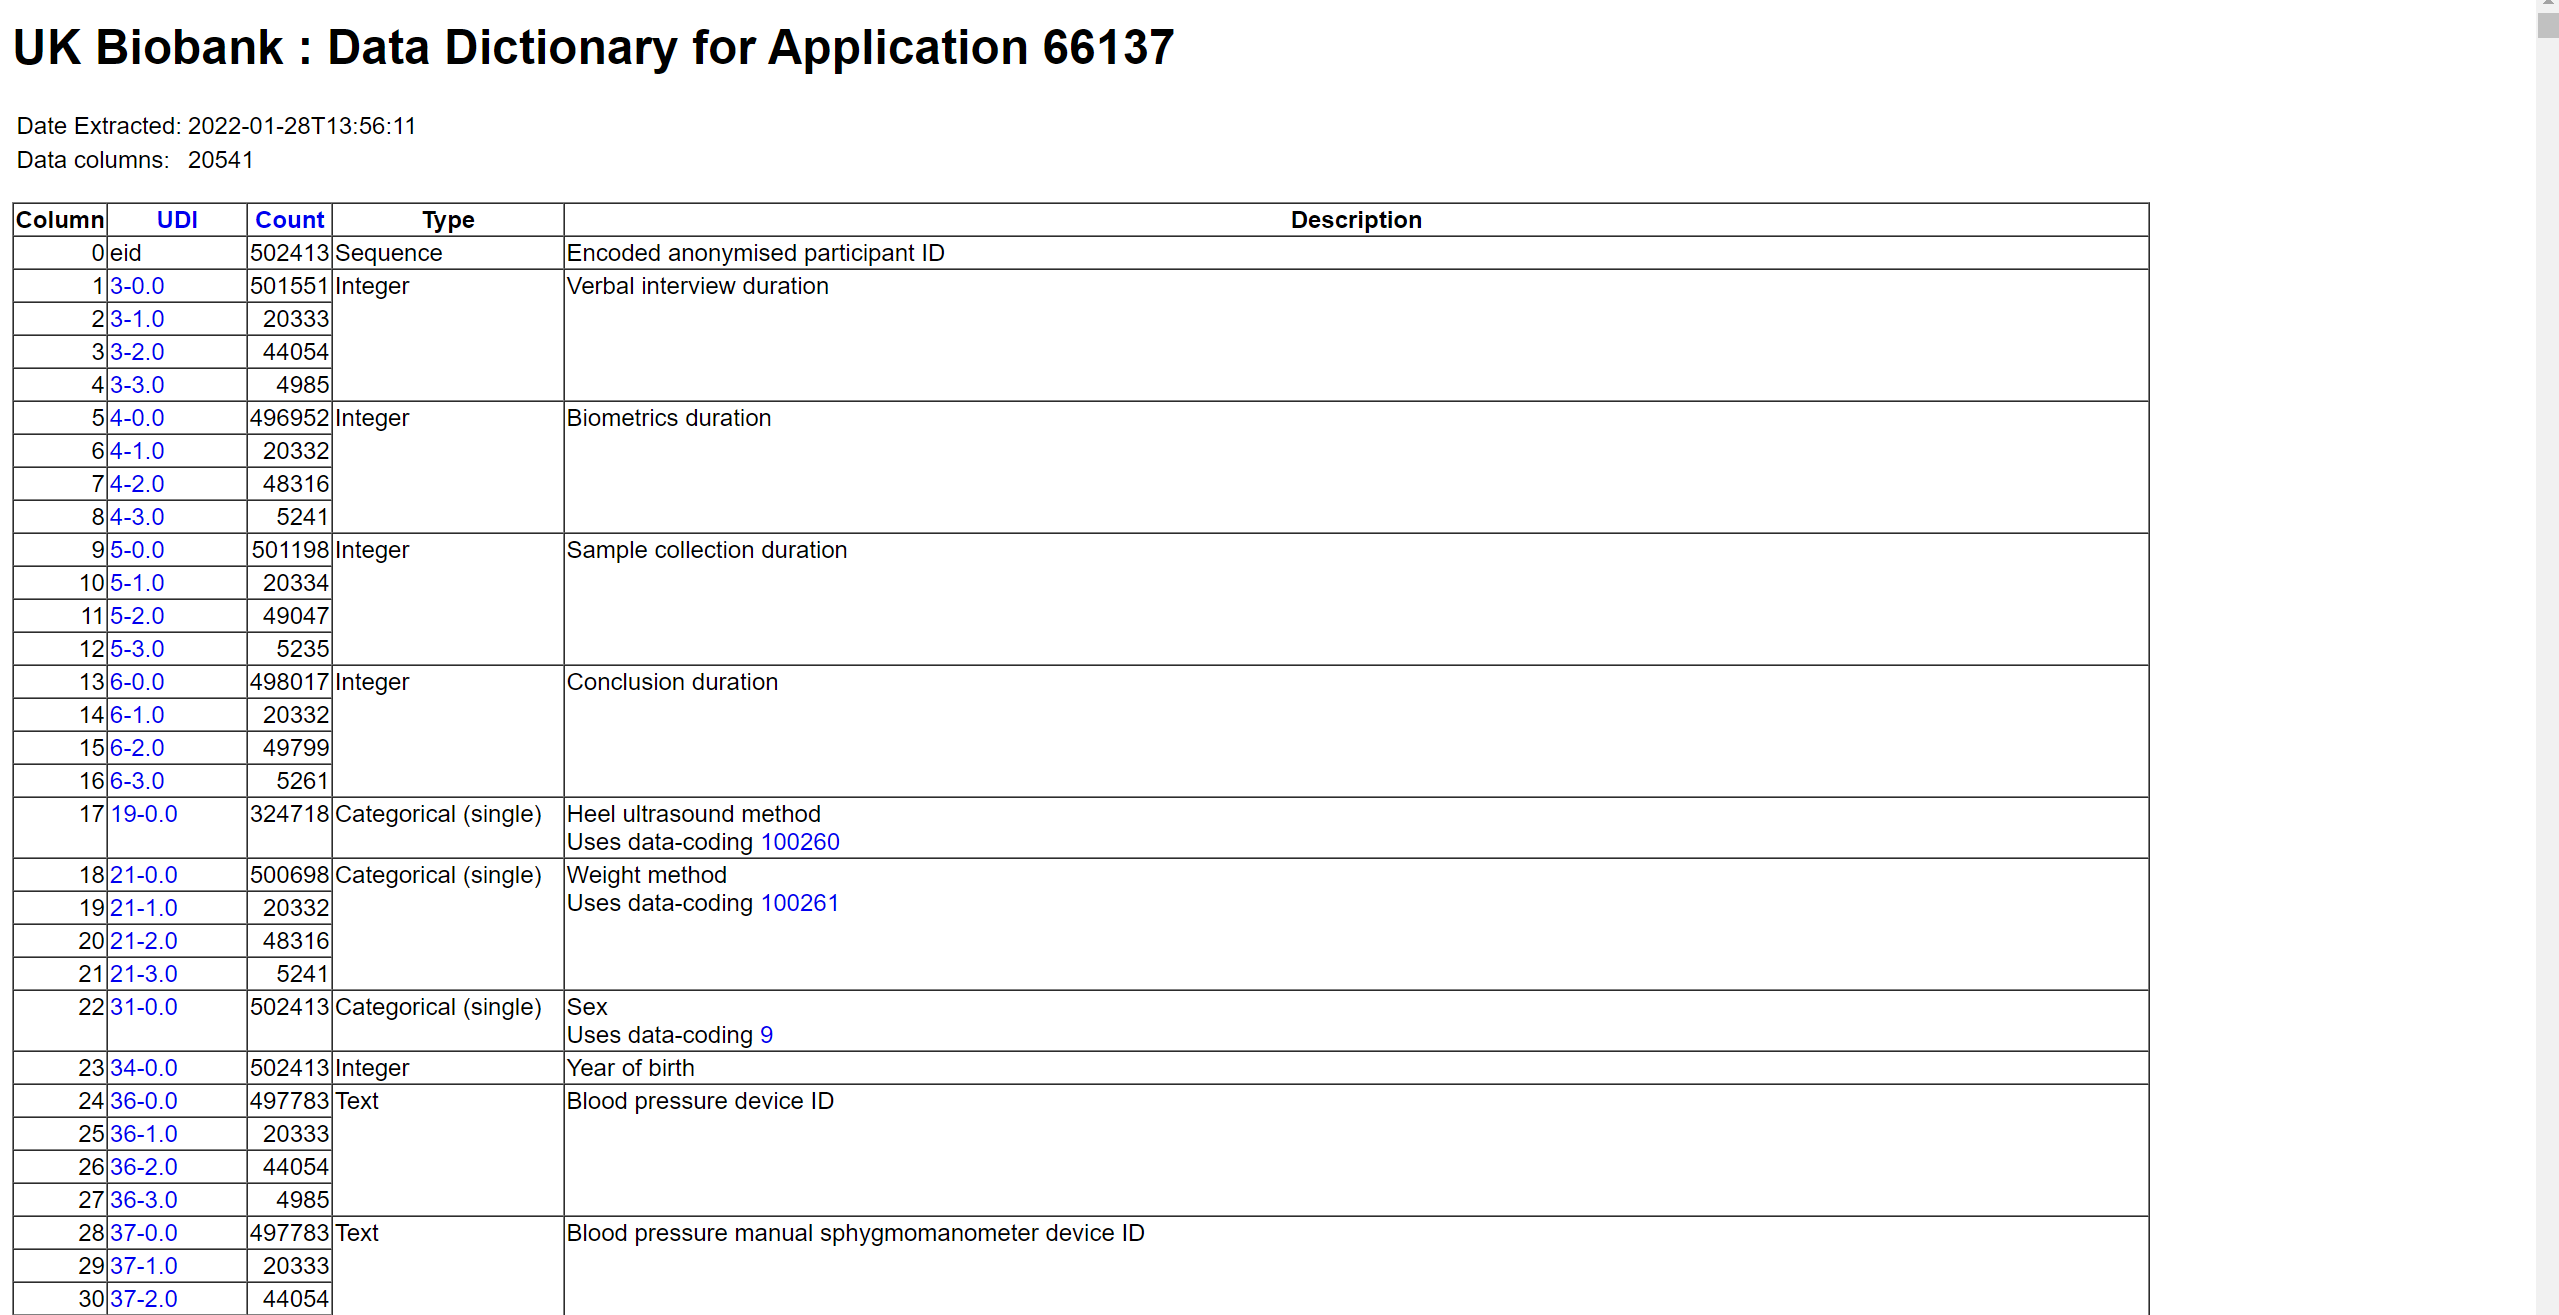 UK Biobank : Data Dictionary for Application 66137
Date Extracted: 2022-01-28T13:56:11
Data columns: 20541
Column UDI Count Type Description
0 eid 502413 Sequence Encoded anonymised participant ID
1 3-0.0 501551 Integer Verbal interview duration
2 3-1.0 20333
3 3-2.0 44054
4 3-3.0 4985
5 4-0.0 496952 Integer Biometrics duration
6 4-1.0 20332
7 4-2.0 48316
8 4-3.0 5241
9 5-0.0 501198 Integer Sample collection duration
10 5-1.0 20334
11 5-2.0 49047
12 5-3.0 5235
13 6-0.0 498017 Integer Conclusion duration
14 6-1.0 20332
15 6-2.0 49799
16 6-3.0 5261
17 19-0.0 324718 Categorical (single) Heel ultrasound method
Uses data-coding 100260
18 21-0.0 500698 Categorical (single) Weight method
Uses data-coding 100261
19 21-1.0 20332
20 21-2.0 48316
21 21-3.0 5241
22 31-0.0 502413 Categorical (single) Sex
Uses data-coding 9
23 34-0.0 502413 Integer Year of birth
24 36-0.0 497783 Text Blood pressure device ID
25 36-1.0 20333
26 36-2.0 44054
27 36-3.0 4985
28 37-0.0 497783 Text Blood pressure manual sphygmomanometer device ID
29 37-1.0 20333
30 37-2.0 44054